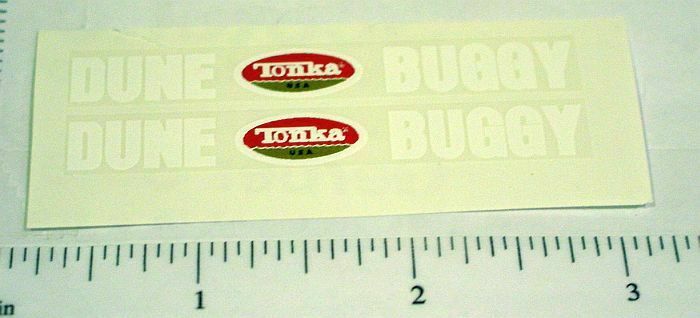 DUNE Tonka USA BUGGY
DUNE Tonka USA BUGGY
in 1 2 3